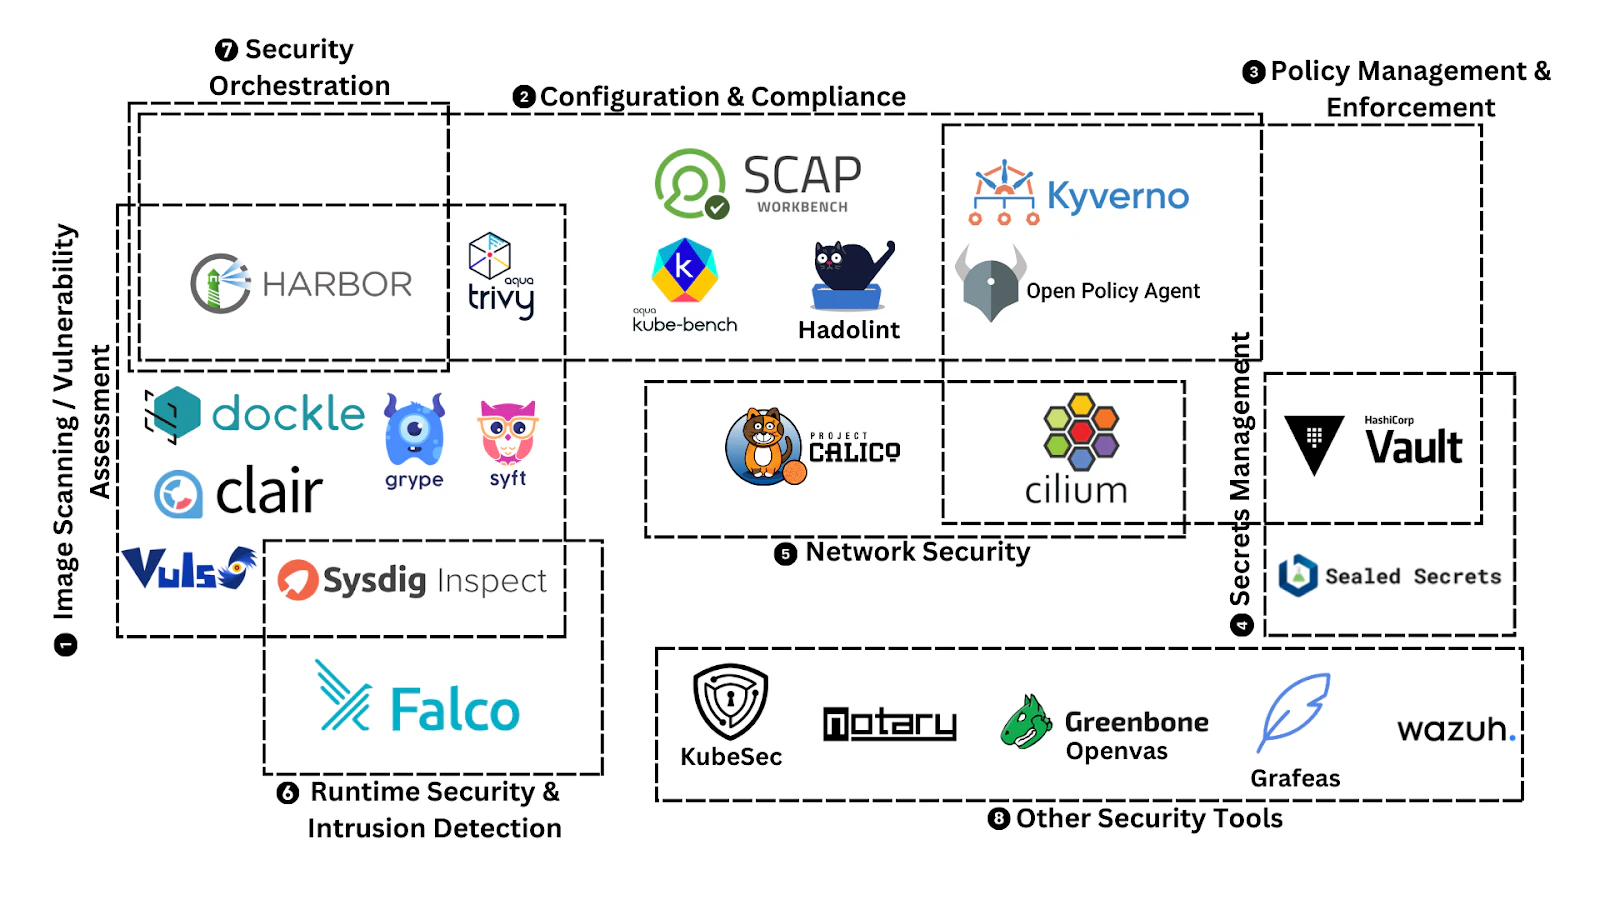 ❼ Security
Orchestration
❷ Configuration & Compliance
❸ Policy Management &
Enforcement
❶ Image Scanning / Vulnerability
Assessment
HARBOR
aqua
trivy
SCAP
WORKBENCH
aqua
kube-bench
Hadolint
Kyverno
Open Policy Agent
dockle
grype
syft
clair
Vuls
Sysdig Inspect
Falco
❻ Runtime Security &
Intrusion Detection
PROJECT
CALICO
cilium
❺ Network Security
❹ Secrets Management
HashiCorp
Vault
Sealed Secrets
KubeSec
notary
Greenbone
Openvas
Grafeas
wazuh.
❽ Other Security Tools